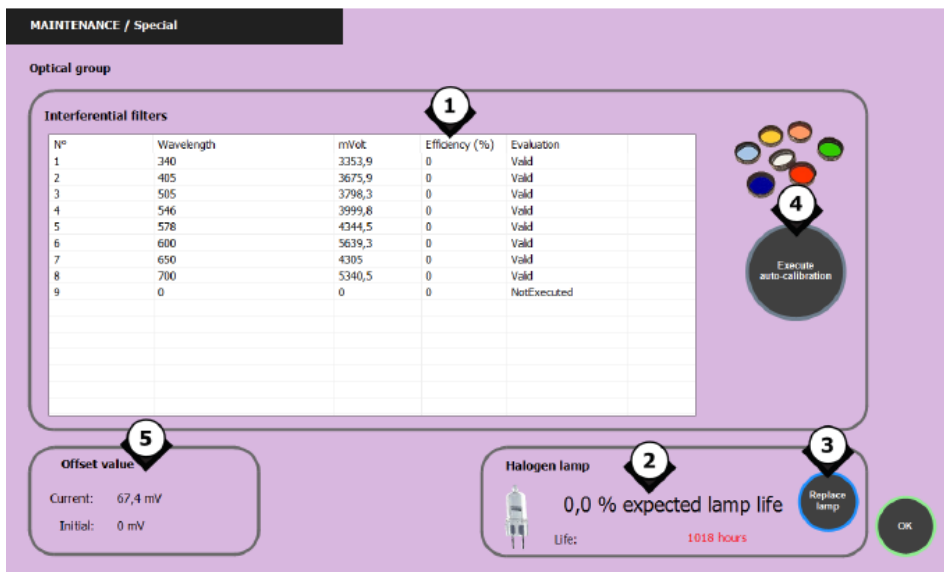 MAINTENANCE / Special
Optical group
Interferential filters
1
N° Wavelength mVolt Efficiency (%) Evaluation
1 340 3353,9 0 Valid
2 405 3675,9 0 Valid
3 505 3798,3 0 Valid
4 546 3999,8 0 Valid
5 578 4344,5 0 Valid
6 600 5639,3 0 Valid
7 650 4305 0 Valid
8 700 5340,5 0 Valid
9 0 0 0 NotExecuted
4
Execute
auto-calibration
5
Offset value
Current: 67,4 mV
Initial: 0 mV
Halogen lamp
2
0,0 % expected lamp life
Life: 1018 hours
3
Replace
lamp
OK